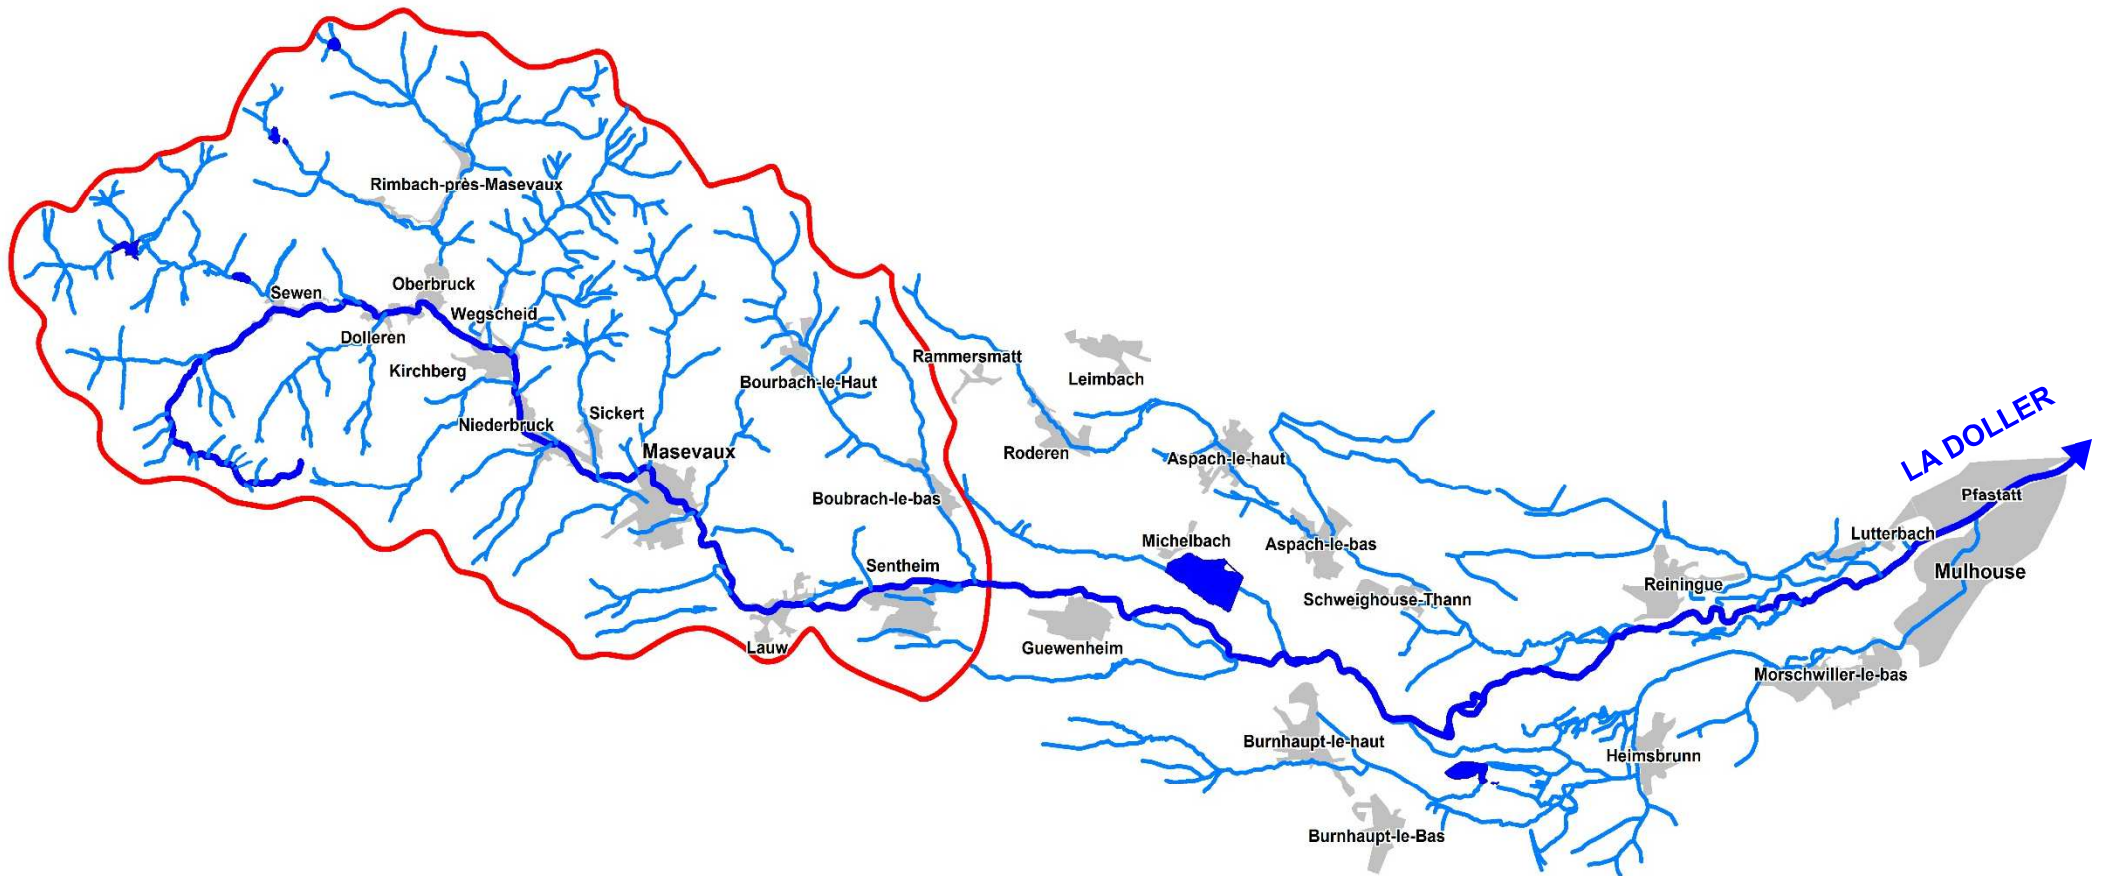 Rimbach-près-Masevaux
Sewen
Oberbruck
Wegscheid
Dolleren
Kirchberg
Niederbruck
Sickert
Masevaux
Bourbach-le-Haut
Boubrach-le-bas
Sentheim
Lauw
Rammersmatt
Leimbach
Roderen
Aspach-le-haut
Michelbach
Aspach-le-bas
Schweighouse-Thann
Guewenheim
Burnhaupt-le-haut
Burnhaupt-le-Bas
Heimsbrunn
Reiningue
Morschwiller-le-bas
Lutterbach
Pfastatt
Mulhouse
LA DOLLER